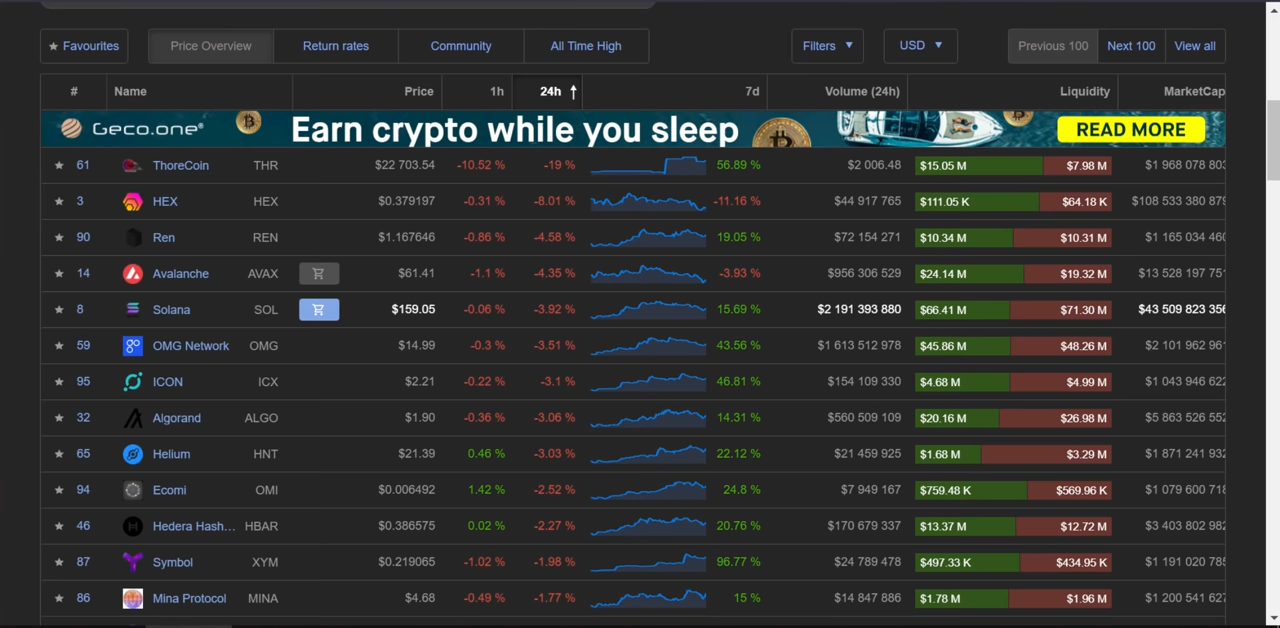 ★ Favourites Price Overview Return rates Community All Time High Filters ▼ USD ▼ Previous 100 Next 100 View all
# Name Price 1h 24h ↑ 7d Volume (24h) Liquidity MarketCap
Geco.one® Earn crypto while you sleep READ MORE
61 ThoreCoin THR $22 703.54 -10.52 % -19 % 56.89 % $2 006.48 $15.05 M $7.98 M $1 968 078 803
3 HEX HEX $0.379197 -0.31 % -8.01 % -11.16 % $44 917 765 $111.05 K $64.18 K $108 533 380 879
90 Ren REN $1.167646 -0.86 % -4.58 % 19.05 % $72 154 271 $10.34 M $10.31 M $1 165 034 460
14 Avalanche AVAX $61.41 -1.1 % -4.35 % -3.93 % $956 306 529 $24.14 M $19.32 M $13 528 197 751
8 Solana SOL $159.05 -0.06 % -3.92 % 15.69 % $2 191 393 880 $66.41 M $71.30 M $43 509 823 356
59 OMG Network OMG $14.99 -0.3 % -3.51 % 43.56 % $1 613 512 978 $45.86 M $48.26 M $2 101 962 961
95 ICON ICX $2.21 -0.22 % -3.1 % 46.81 % $154 109 330 $4.68 M $4.99 M $1 043 946 622
32 Algorand ALGO $1.90 -0.36 % -3.06 % 14.31 % $560 509 109 $20.16 M $26.98 M $5 863 526 552
65 Helium HNT $21.39 0.46 % -3.03 % 22.12 % $21 459 925 $1.68 M $3.29 M $1 871 241 932
94 Ecomi OMI $0.006492 1.42 % -2.52 % 24.8 % $7 949 167 $759.48 K $569.96 K $1 079 600 718
46 Hedera Hash... HBAR $0.386575 0.02 % -2.27 % 20.76 % $170 679 337 $13.37 M $12.72 M $3 403 802 982
87 Symbol XYM $0.219065 -1.02 % -1.98 % 96.77 % $24 789 478 $497.33 K $434.95 K $1 191 020 785
86 Mina Protocol MINA $4.68 -0.49 % -1.77 % 15 % $14 847 886 $1.78 M $1.96 M $1 200 541 627